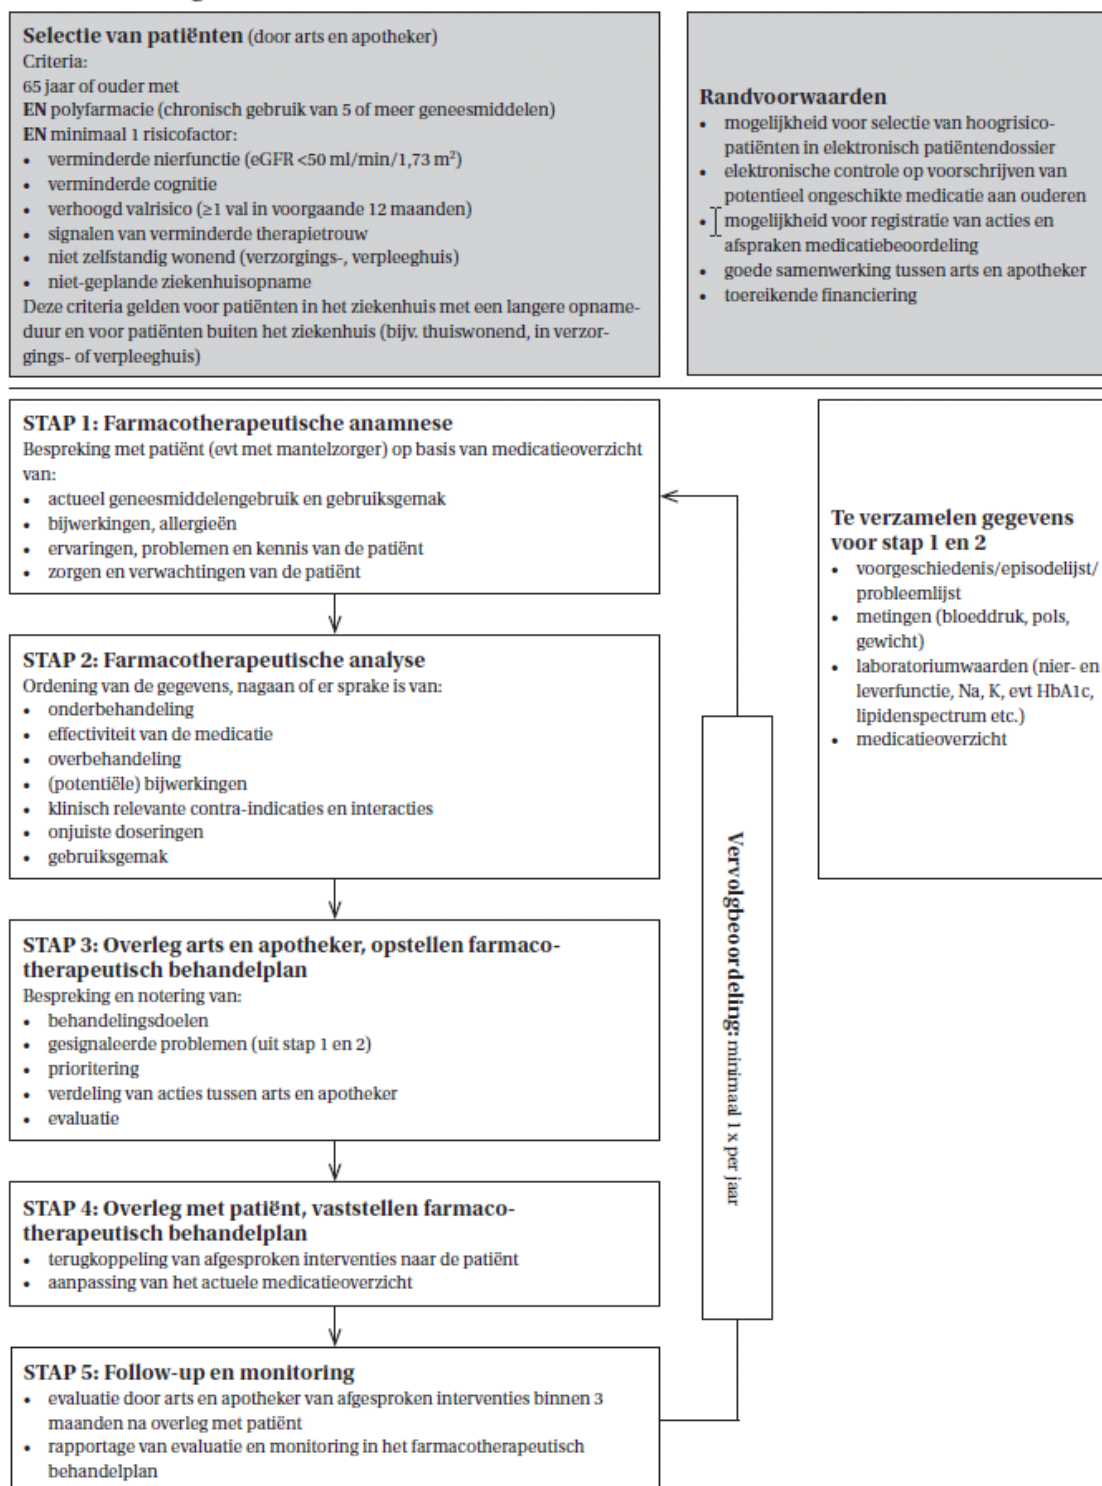 Selectie van patiënten (door arts en apotheker)
Criteria:
65 jaar of ouder met
EN polyfarmacie (chronisch gebruik van 5 of meer geneesmiddelen)
EN minimaal 1 risicofactor:
• verminderde nierfunctie (eGFR <50 ml/min/1,73 m²)
• verminderde cognitie
• verhoogd valrisico (≥1 val in voorgaande 12 maanden)
• signalen van verminderde therapietrouw
• niet zelfstandig wonend (verzorgings-, verpleeghuis)
• niet-geplande ziekenhuisopname
Deze criteria gelden voor patiënten in het ziekenhuis met een langere opname-
duur en voor patiënten buiten het ziekenhuis (bijv. thuiswonend, in verzor-
gings- of verpleeghuis)
Randvoorwaarden
• mogelijkheid voor selectie van hoogrisico-
patiënten in elektronisch patiëntendossier
• elektronische controle op voorschrijven van
potentieel ongeschikte medicatie aan ouderen
• mogelijkheid voor registratie van acties en
afspraken medicatiebeoordeling
• goede samenwerking tussen arts en apotheker
• toereikende financiering
STAP 1: Farmacotherapeutische anamnese
Bespreking met patiënt (evt met mantelzorger) op basis van medicatieoverzicht
van:
• actueel geneesmiddelengebruik en gebruiksgemak
• bijwerkingen, allergieën
• ervaringen, problemen en kennis van de patiënt
• zorgen en verwachtingen van de patiënt
Te verzamelen gegevens
voor stap 1 en 2
• voorgeschiedenis/episodelijst/
probleemlijst
• metingen (bloeddruk, pols,
gewicht)
• laboratoriumwaarden (nier- en
leverfunctie, Na, K, evt HbA1c,
lipidenspectrum etc.)
• medicatieoverzicht
STAP 2: Farmacotherapeutische analyse
Ordening van de gegevens, nagaan of er sprake is van:
• onderbehandeling
• effectiviteit van de medicatie
• overbehandeling
• (potentiële) bijwerkingen
• klinisch relevante contra-indicaties en interacties
• onjuiste doseringen
• gebruiksgemak
Vervolgbeoordeling: minimaal 1 x per jaar
STAP 3: Overleg arts en apotheker, opstellen farmaco-
therapeutisch behandelplan
Bespreking en notering van:
• behandelingsdoelen
• gesignaleerde problemen (uit stap 1 en 2)
• prioritering
• verdeling van acties tussen arts en apotheker
• evaluatie
STAP 4: Overleg met patiënt, vaststellen farmaco-
therapeutisch behandelplan
• terugkoppeling van afgesproken interventies naar de patiënt
• aanpassing van het actuele medicatieoverzicht
STAP 5: Follow-up en monitoring
• evaluatie door arts en apotheker van afgesproken interventies binnen 3
maanden na overleg met patiënt
• rapportage van evaluatie en monitoring in het farmacotherapeutisch
behandelplan